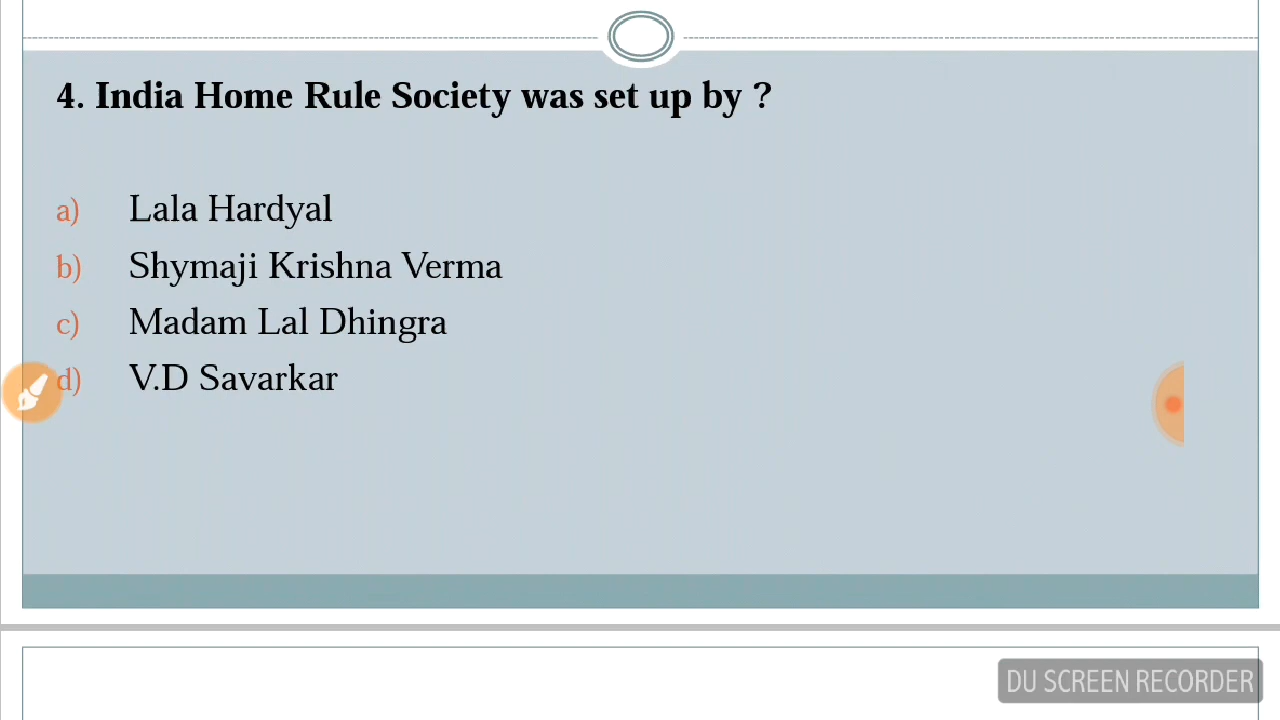 4. India Home Rule Society was set up by ?
a) Lala Hardyal
b) Shymaji Krishna Verma
c) Madam Lal Dhingra
d) V.D Savarkar
DU SCREEN RECORDER